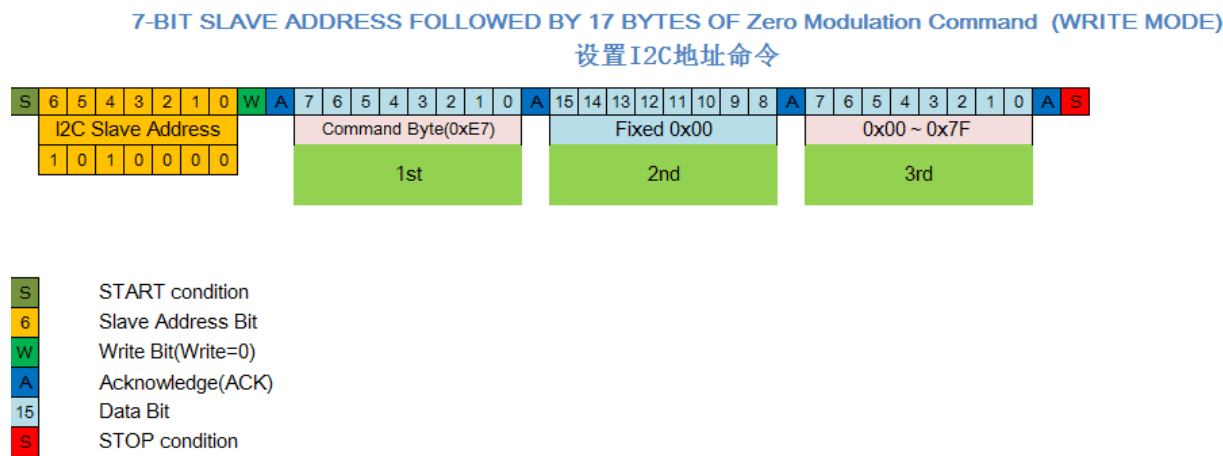 7-BIT SLAVE ADDRESS FOLLOWED BY 17 BYTES OF Zero Modulation Command (WRITE MODE)
设置I2C地址命令
S 6 5 4 3 2 1 0 W A 7 6 5 4 3 2 1 0 A 15 14 13 12 11 10 9 8 A 7 6 5 4 3 2 1 0 A S
I2C Slave Address Command Byte(0xE7) Fixed 0x00 0x00 ~ 0x7F
1 0 1 0 0 0 0 1st 2nd 3rd
S START condition
6 Slave Address Bit
W Write Bit(Write=0)
A Acknowledge(ACK)
15 Data Bit
S STOP condition